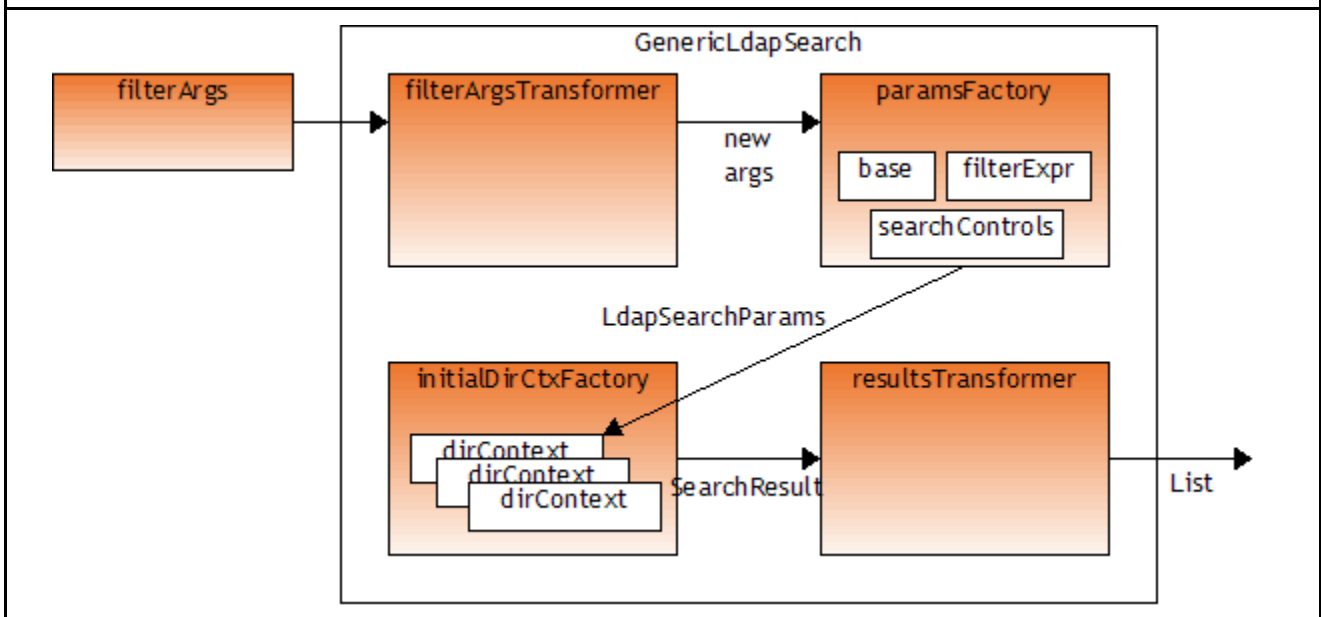 GenericLdapSearch
filterArgs
filterArgsTransformer
paramsFactory
new
args
base
filterExpr
searchControls
LdapSearchParams
initialDirCtxFactory
resultsTransformer
dirContext
dirContext
dirContext
SearchResult
List